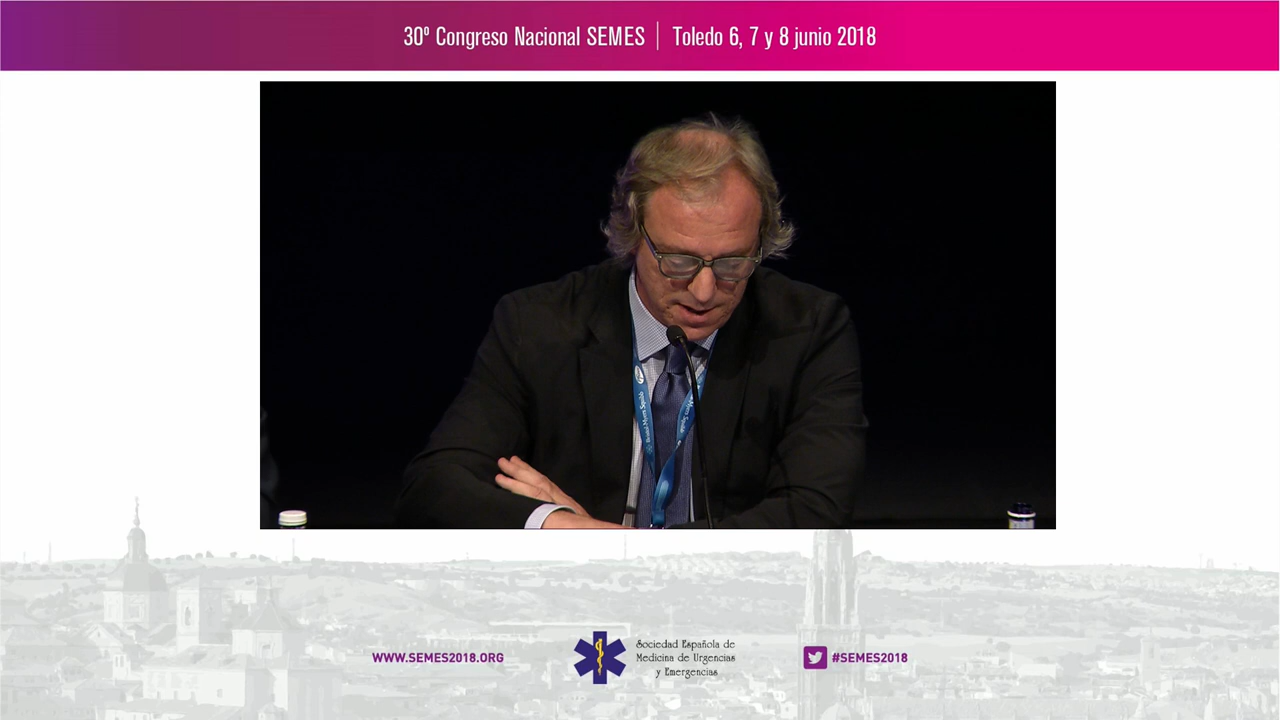 30º Congreso Nacional SEMES | Toledo 6, 7 y 8 junio 2018
WWW.SEMES2018.ORG
Sociedad Española de
Medicina de Urgencias
y Emergencias
#SEMES2018